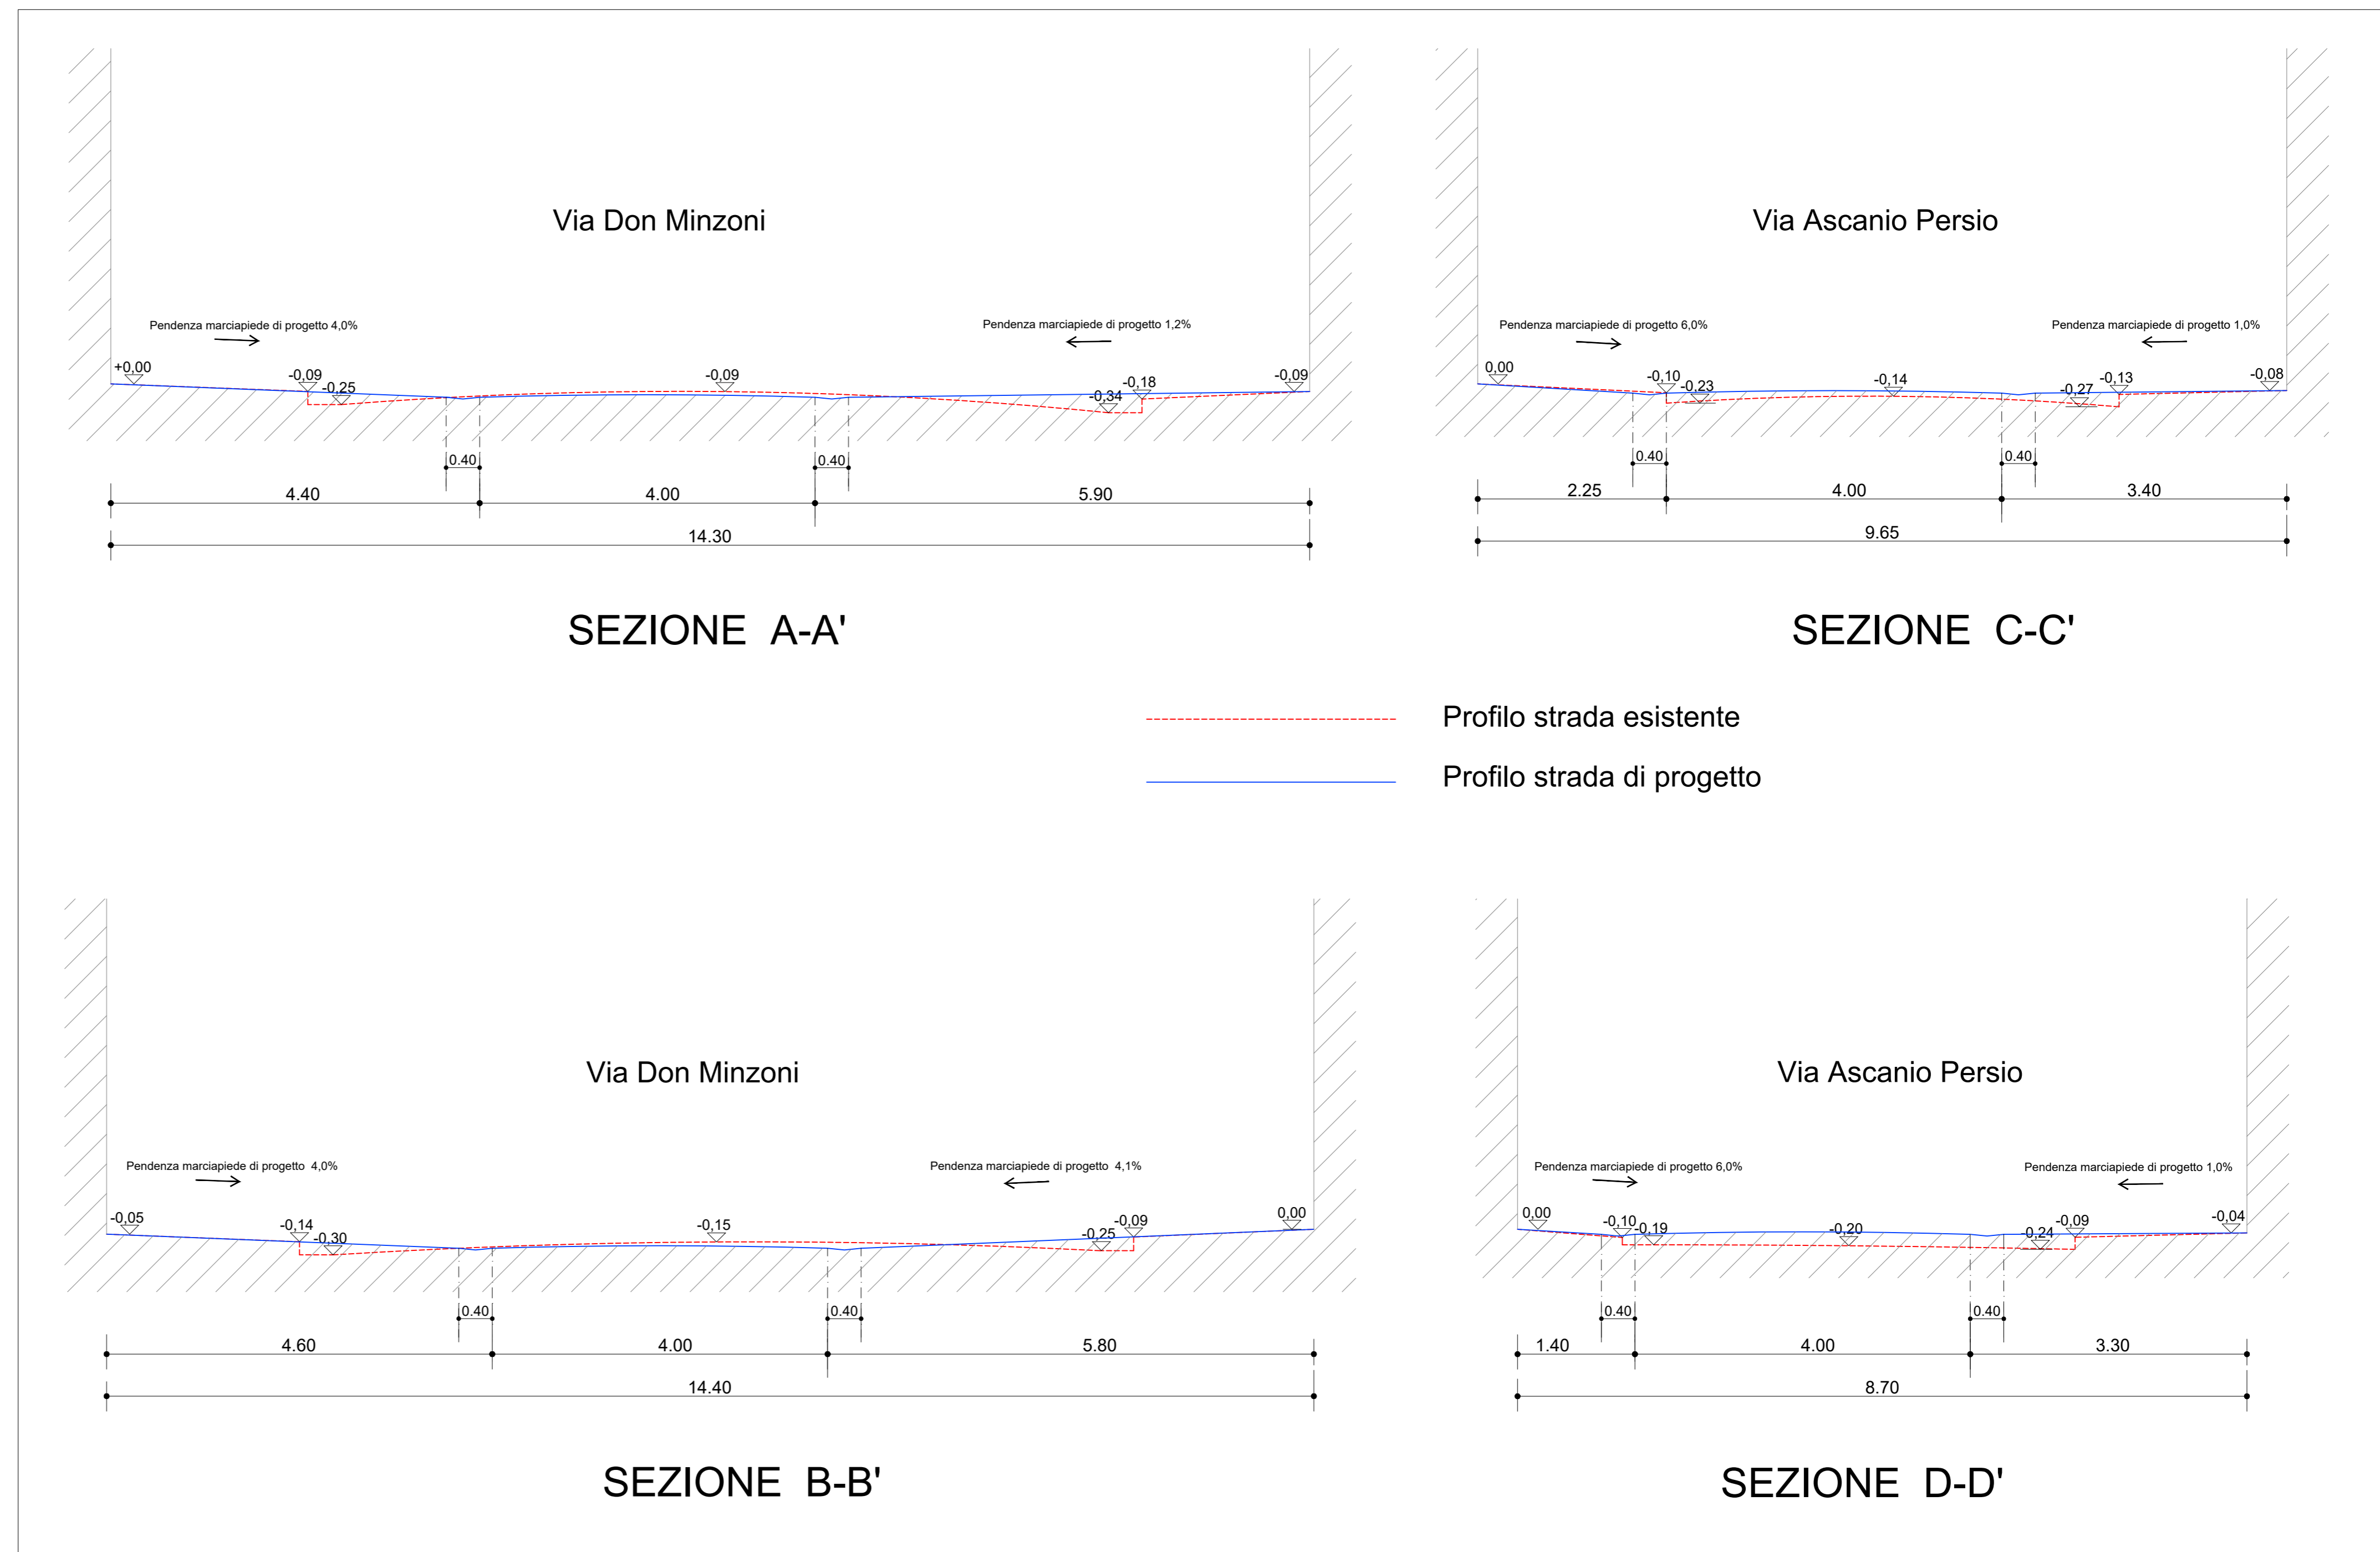 Via Don Minzoni
Pendenza marciapiede di progetto 4,0%
Pendenza marciapiede di progetto 1,2%
+0,00
-0,09
-0,25
-0,09
-0,34
-0,18
-0,09
0.40
0.40
4.40
4.00
5.90
14.30
SEZIONE A-A'
Via Ascanio Persio
Pendenza marciapiede di progetto 6,0%
Pendenza marciapiede di progetto 1,0%
0,00
-0,10
-0,23
-0,14
-0,27
-0,13
-0,08
0.40
0.40
2.25
4.00
3.40
9.65
SEZIONE C-C'
Profilo strada esistente
Profilo strada di progetto
Via Don Minzoni
Pendenza marciapiede di progetto 4,0%
Pendenza marciapiede di progetto 4,1%
-0,05
-0,14
-0,30
-0,15
-0,25
-0,09
0,00
0.40
0.40
4.60
4.00
5.80
14.40
SEZIONE B-B'
Via Ascanio Persio
Pendenza marciapiede di progetto 6,0%
Pendenza marciapiede di progetto 1,0%
0,00
-0,10
-0,19
-0,20
-0,24
-0,09
-0,04
0.40
0.40
1.40
4.00
3.30
8.70
SEZIONE D-D'